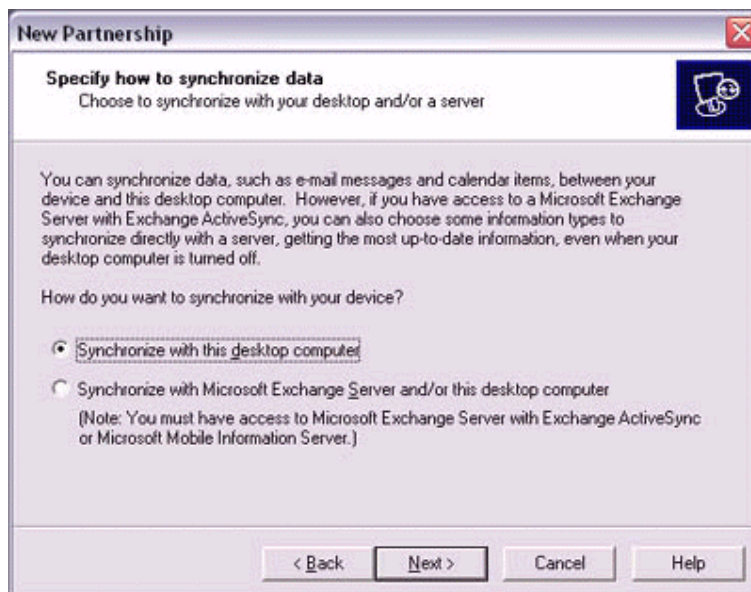 New Partnership
Specify how to synchronize data
Choose to synchronize with your desktop and/or a server
You can synchronize data, such as e-mail messages and calendar items, between your
device and this desktop computer. However, if you have access to a Microsoft Exchange
Server with Exchange ActiveSync, you can also choose some information types to
synchronize directly with a server, getting the most up-to-date information, even when your
desktop computer is turned off.
How do you want to synchronize with your device?
Synchronize with this desktop computer
Synchronize with Microsoft Exchange Server and/or this desktop computer
(Note: You must have access to Microsoft Exchange Server with Exchange ActiveSync
or Microsoft Mobile Information Server.)
< Back Next > Cancel Help